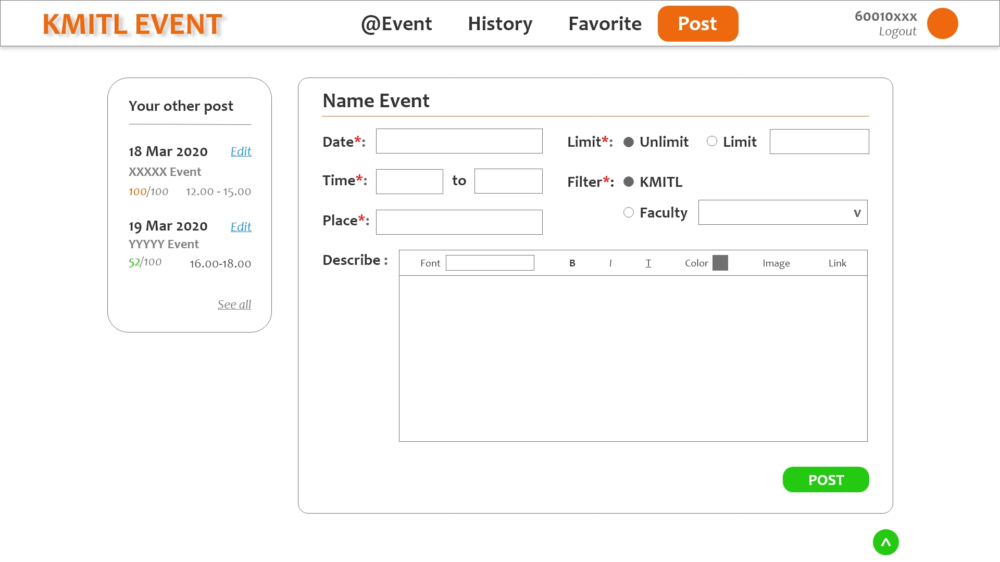 KMITL EVENT
@Event
History
Favorite
Post
60010xxx
Logout
Your other post
18 Mar 2020 Edit
XXXXX Event
100/100 12.00 - 15.00
19 Mar 2020 Edit
YYYYY Event
52/100 16.00-18.00
See all
Name Event
Date*:
Limit*: Unlimit Limit
Time*: to
Filter*: KMITL
Faculty v
Place*:
Describe :
Font B I T Color Image Link
POST
^